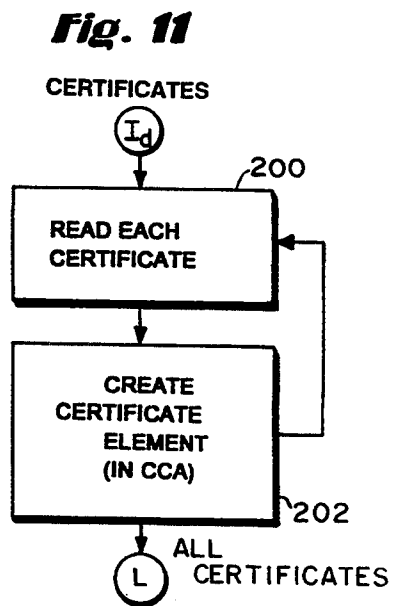 Fig. 11
CERTIFICATES
Id
200
READ EACH
CERTIFICATE
CREATE
CERTIFICATE
ELEMENT
(IN CCA)
202
L
ALL
CERTIFICATES